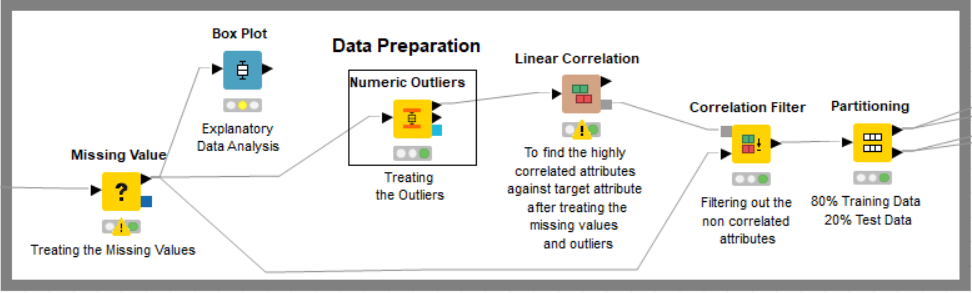 Box Plot
Explanatory
Data Analysis
Data Preparation
Numeric Outliers
Treating
the Outliers
Linear Correlation
To find the highly
correlated attributes
against target attribute
after treating the
missing values
and outliers
Correlation Filter
Filtering out the
non correlated
attributes
Partitioning
80% Training Data
20% Test Data
Missing Value
?
Treating the Missing Values